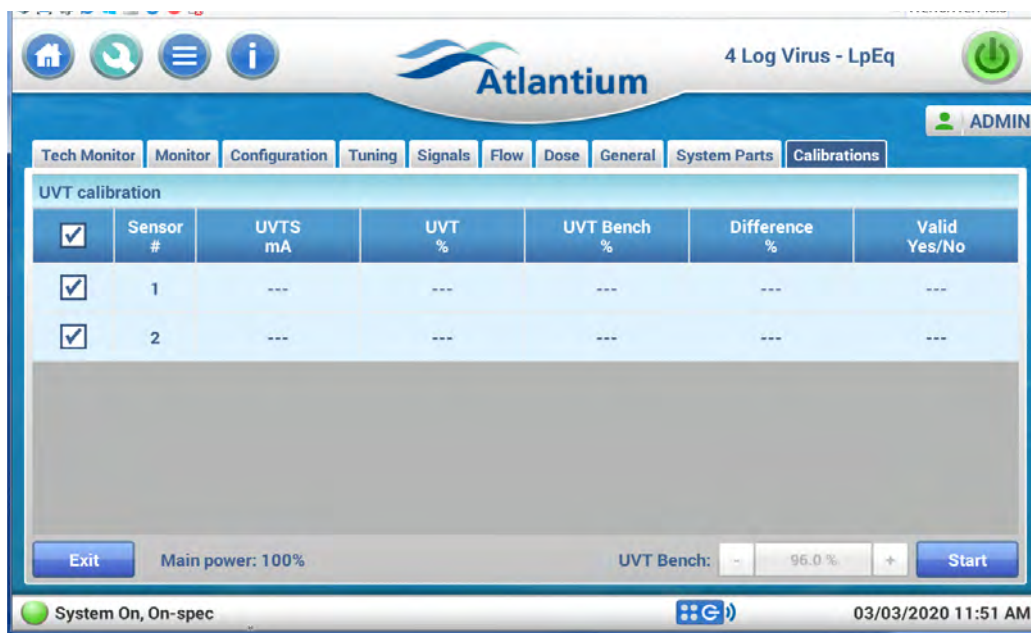 Atlantium
4 Log Virus - LpEq
ADMIN
Tech Monitor Monitor Configuration Tuning Signals Flow Dose General System Parts Calibrations
UVT calibration
Sensor # UVTS mA UVT % UVT Bench % Difference % Valid Yes/No
1 --- --- --- --- ---
2 --- --- --- --- ---
Exit Main power: 100% UVT Bench: - 96.0 % + Start
System On, On-spec 03/03/2020 11:51 AM